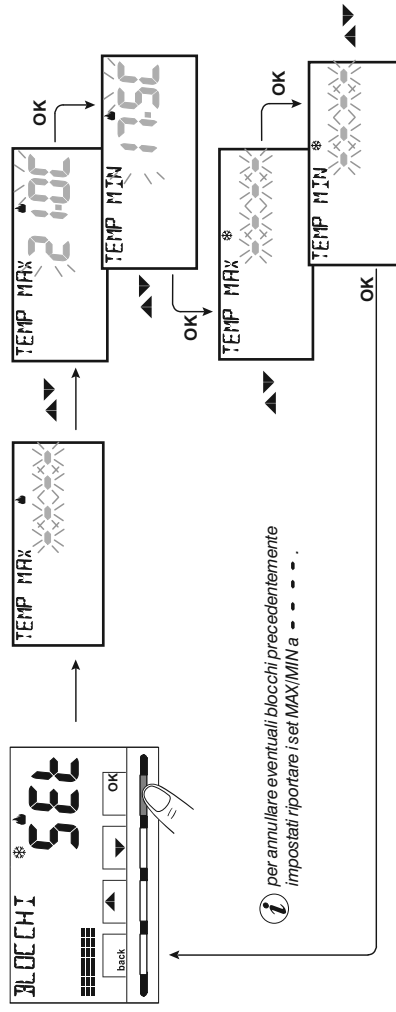 BLOCCHI
SEt
back ▲ ▼ OK
TEMP MAX
- - - -
TEMP MAX
21.0C
OK
TEMP MIN
17.5C
OK
TEMP MAX
- - - -
OK
TEMP MIN
- - - -
OK
i per annullare eventuali blocchi precedentemente
impostati riportare i set MAX/MIN a - - - - .